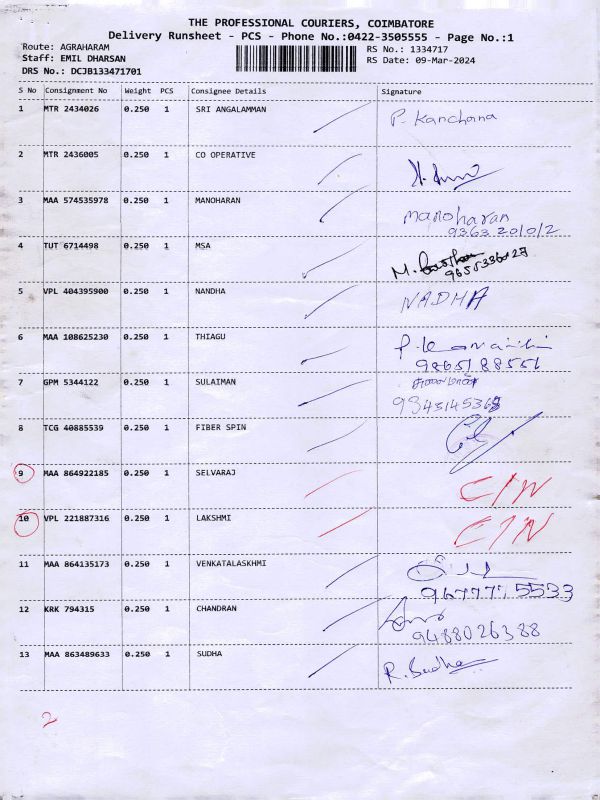 THE PROFESSIONAL COURIERS, COIMBATORE
Delivery Runsheet - PCS - Phone No.:0422-3505555 - Page No.:1
Route: AGRAHARAM RS No.: 1334717
Staff: EMIL DHARSAN RS Date: 09-Mar-2024
DRS No.: DCJB133471701
S No Consignment No Weight PCS Consignee Details Signature
1 MTR 2434026 0.250 1 SRI ANGALAMMAN P. Kanchana
2 MTR 2436005 0.250 1 CO OPERATIVE
3 MAA 574535978 0.250 1 MANOHARAN manoharan
9363201012
4 TUT 6714498 0.250 1 MSA M.
5 VPL 404395900 0.250 1 NANDHA NADHA
6 MAA 108625230 0.250 1 THIAGU P.
9865188556
7 GPM 5344122 0.250 1 SULAIMAN
8 TCG 40885539 0.250 1 FIBER SPIN
9 MAA 864922185 0.250 1 SELVARAJ C/N
10 VPL 221887316 0.250 1 LAKSHMI C/N
11 MAA 864135173 0.250 1 VENKATALASKHMI
9677775533
12 KRK 794315 0.250 1 CHANDRAN
9488026388
13 MAA 863489633 0.250 1 SUDHA R. Sudha
2